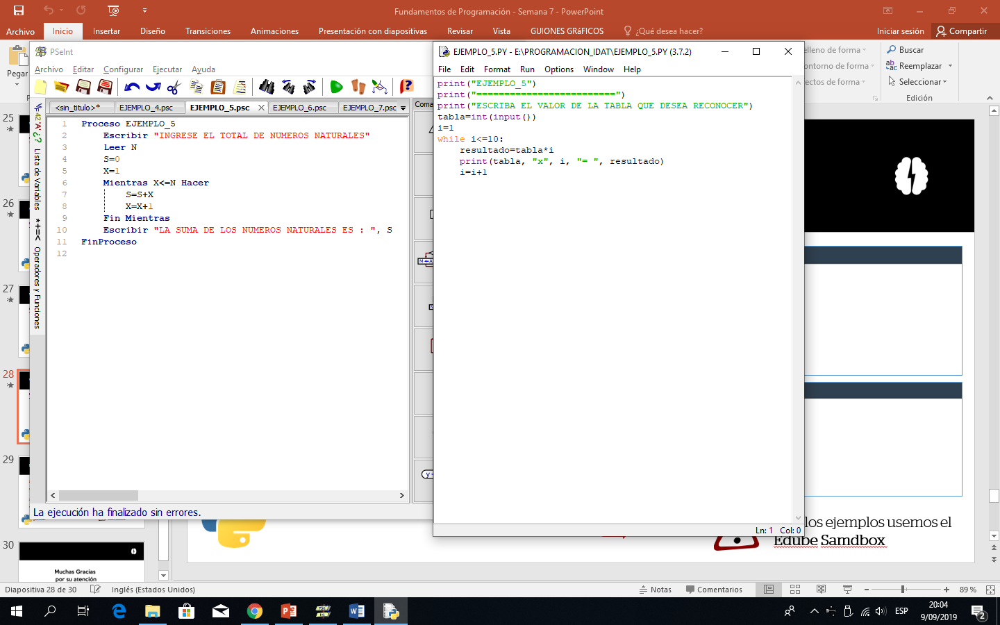 Fundamentos de Programación - Semana 7 - PowerPoint
Archivo Inicio Insertar Diseño Transiciones Animaciones Presentación con diapositivas Revisar Vista GUIONES GRáFICOS ¿Qué desea hacer? Iniciar sesión Compartir
Pegar
elleno de forma
ontorno de forma
ectos de forma
Buscar
Reemplazar
Seleccionar
Edición
25
26
27
28
29
30
Muchas Gracias
por su atención
PSeInt
Archivo Editar Configurar Ejecutar Ayuda
<sin_titulo>* EJEMPLO_4.psc EJEMPLO_5.psc EJEMPLO_6.psc EJEMPLO_7.psc
Coma
Lista de Variables
*+=< Operadores y Funciones
1 Proceso EJEMPLO_5
2 Escribir "INGRESE EL TOTAL DE NUMEROS NATURALES"
3 Leer N
4 S=0
5 X=1
6 Mientras X<=N Hacer
7 S=S+X
8 X=X+1
9 Fin Mientras
10 Escribir "LA SUMA DE LOS NUMEROS NATURALES ES : ", S
11 FinProceso
12
La ejecución ha finalizado sin errores.
EJEMPLO_5.PY - E:\PROGRAMACION_IDAT\EJEMPLO_5.PY (3.7.2)
File Edit Format Run Options Window Help
print("EJEMPLO_5")
print("=========================")
print("ESCRIBA EL VALOR DE LA TABLA QUE DESEA RECONOCER")
tabla=int(input())
i=1
while i<=10:
    resultado=tabla*i
    print(tabla, "x", i, "= ", resultado)
    i=i+1
Ln: 1 Col: 0
los ejemplos usemos el
Edube Samdbox
Diapositiva 28 de 30 Inglés (Estados Unidos) Notas Comentarios 89 %
ESP
20:04
9/09/2019
2